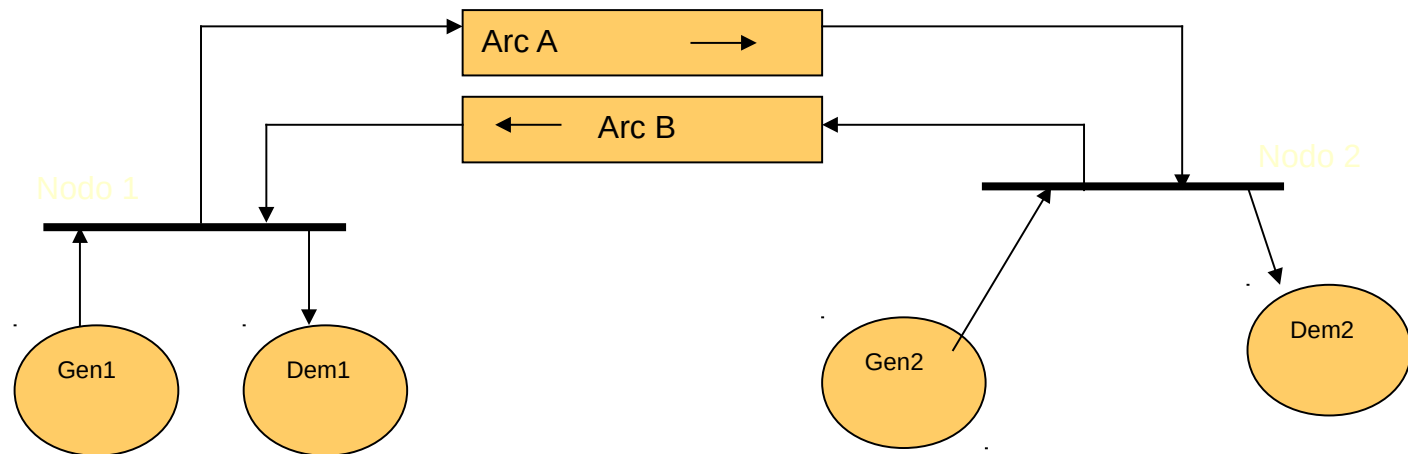 Arc A
Arc B
Nodo 1
Nodo 2
Gen1
Dem1
Gen2
Dem2